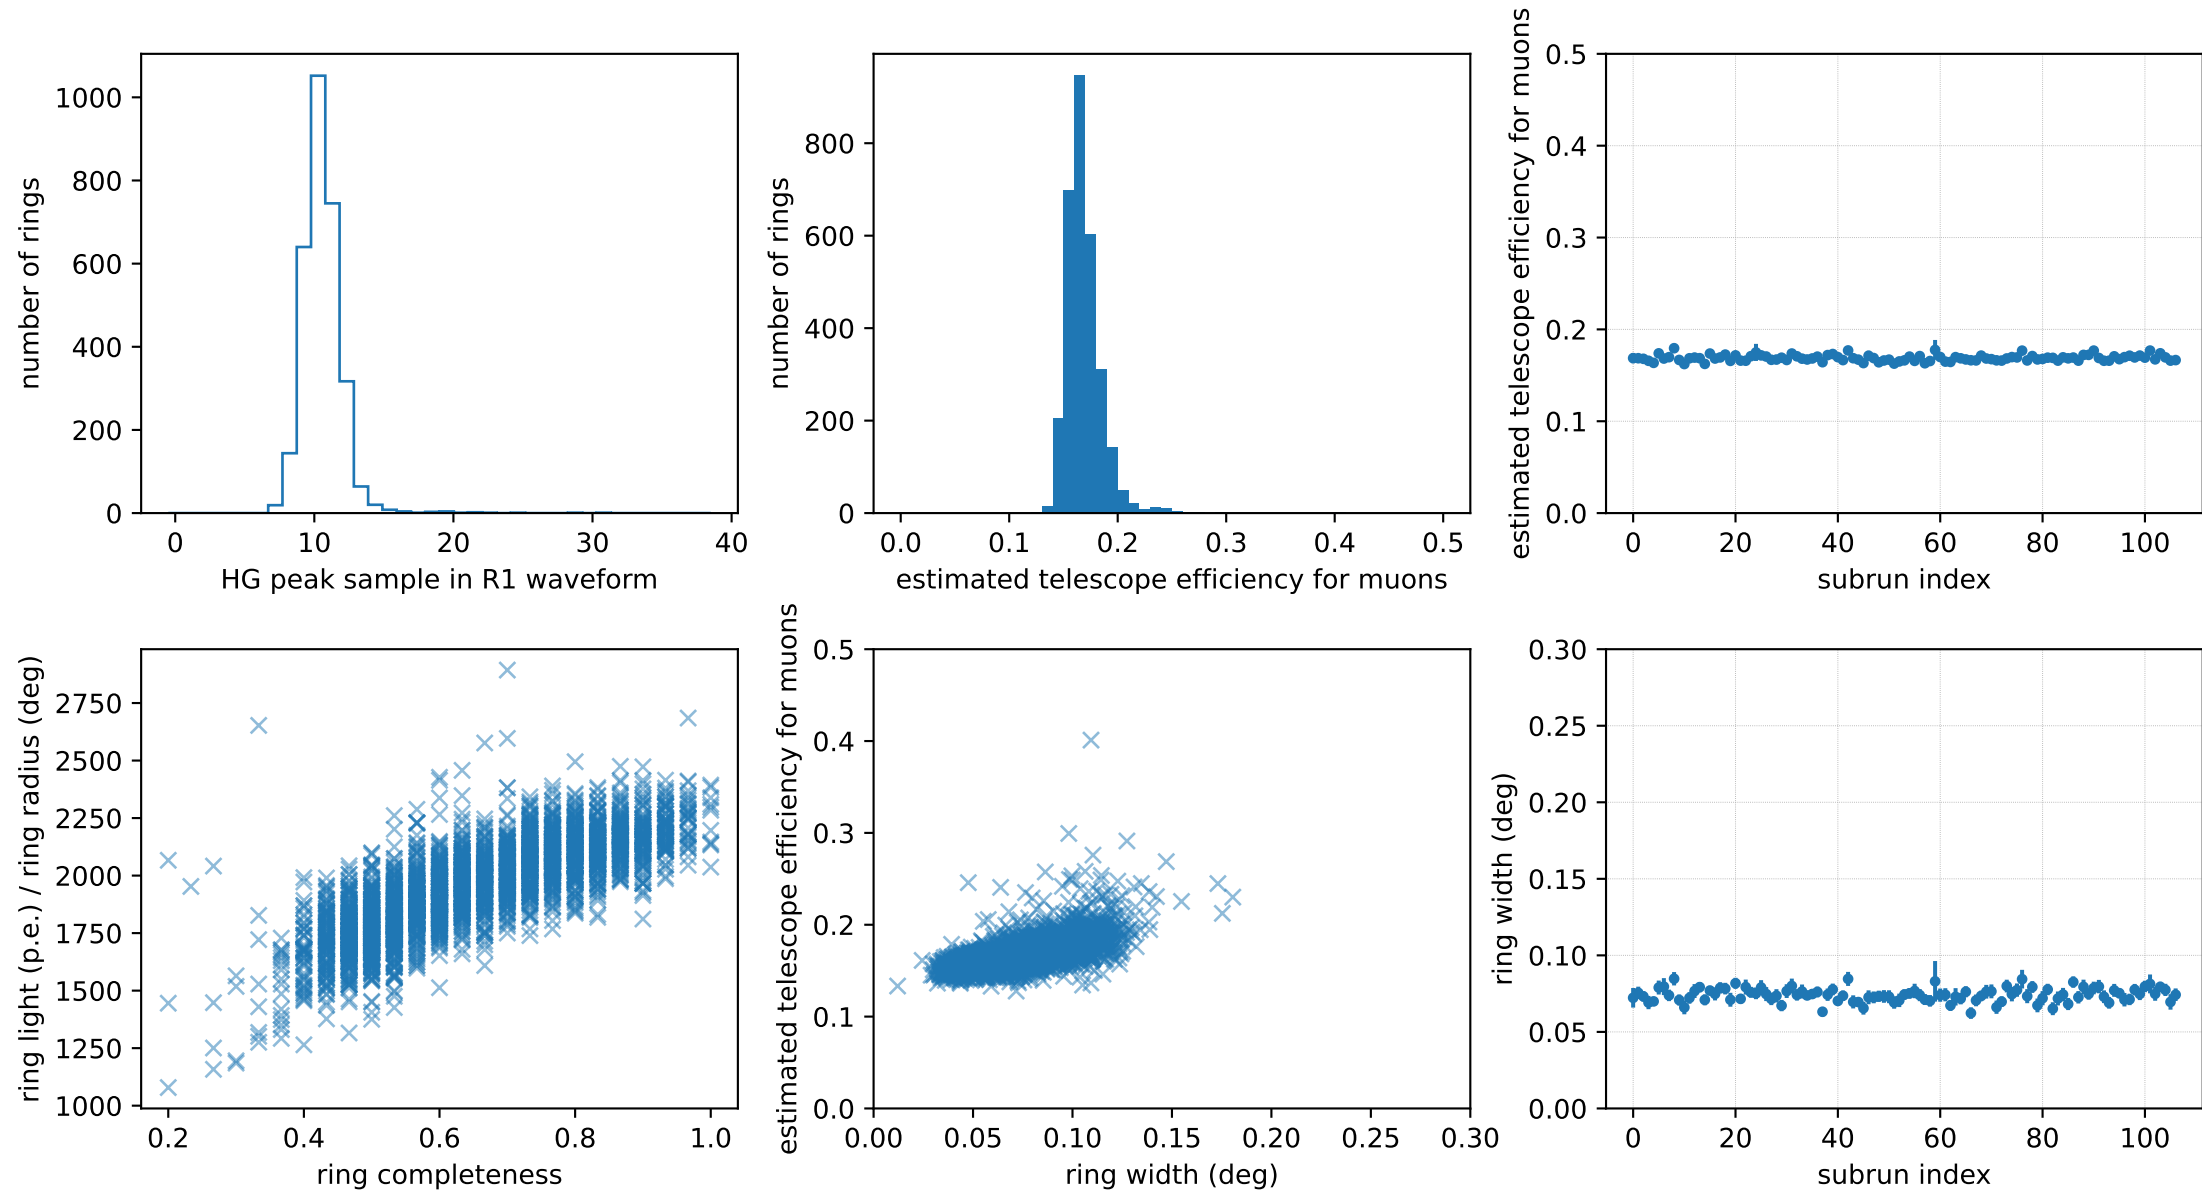 number of rings
1000
800
600
400
200
0
0 10 20 30 40
HG peak sample in R1 waveform
number of rings
800
600
400
200
0
0.0 0.1 0.2 0.3 0.4 0.5
estimated telescope efficiency for muons
estimated telescope efficiency for muons
0.5
0.4
0.3
0.2
0.1
0.0
0 20 40 60 80 100
subrun index
ring light (p.e.) / ring radius (deg)
2750
2500
2250
2000
1750
1500
1250
1000
0.2 0.4 0.6 0.8 1.0
ring completeness
estimated telescope efficiency for muons
0.5
0.4
0.3
0.2
0.1
0.0
0.00 0.05 0.10 0.15 0.20 0.25 0.30
ring width (deg)
ring width (deg)
0.30
0.25
0.20
0.15
0.10
0.05
0.00
0 20 40 60 80 100
subrun index